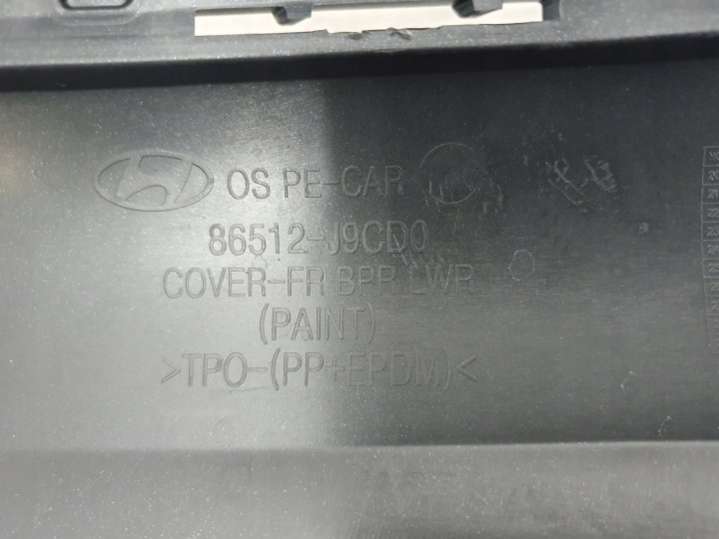 OS PE-CAR
86512-J9CD0
COVER-FR BPR LWR
(PAINT)
>TPO-(PP+EPDM)<